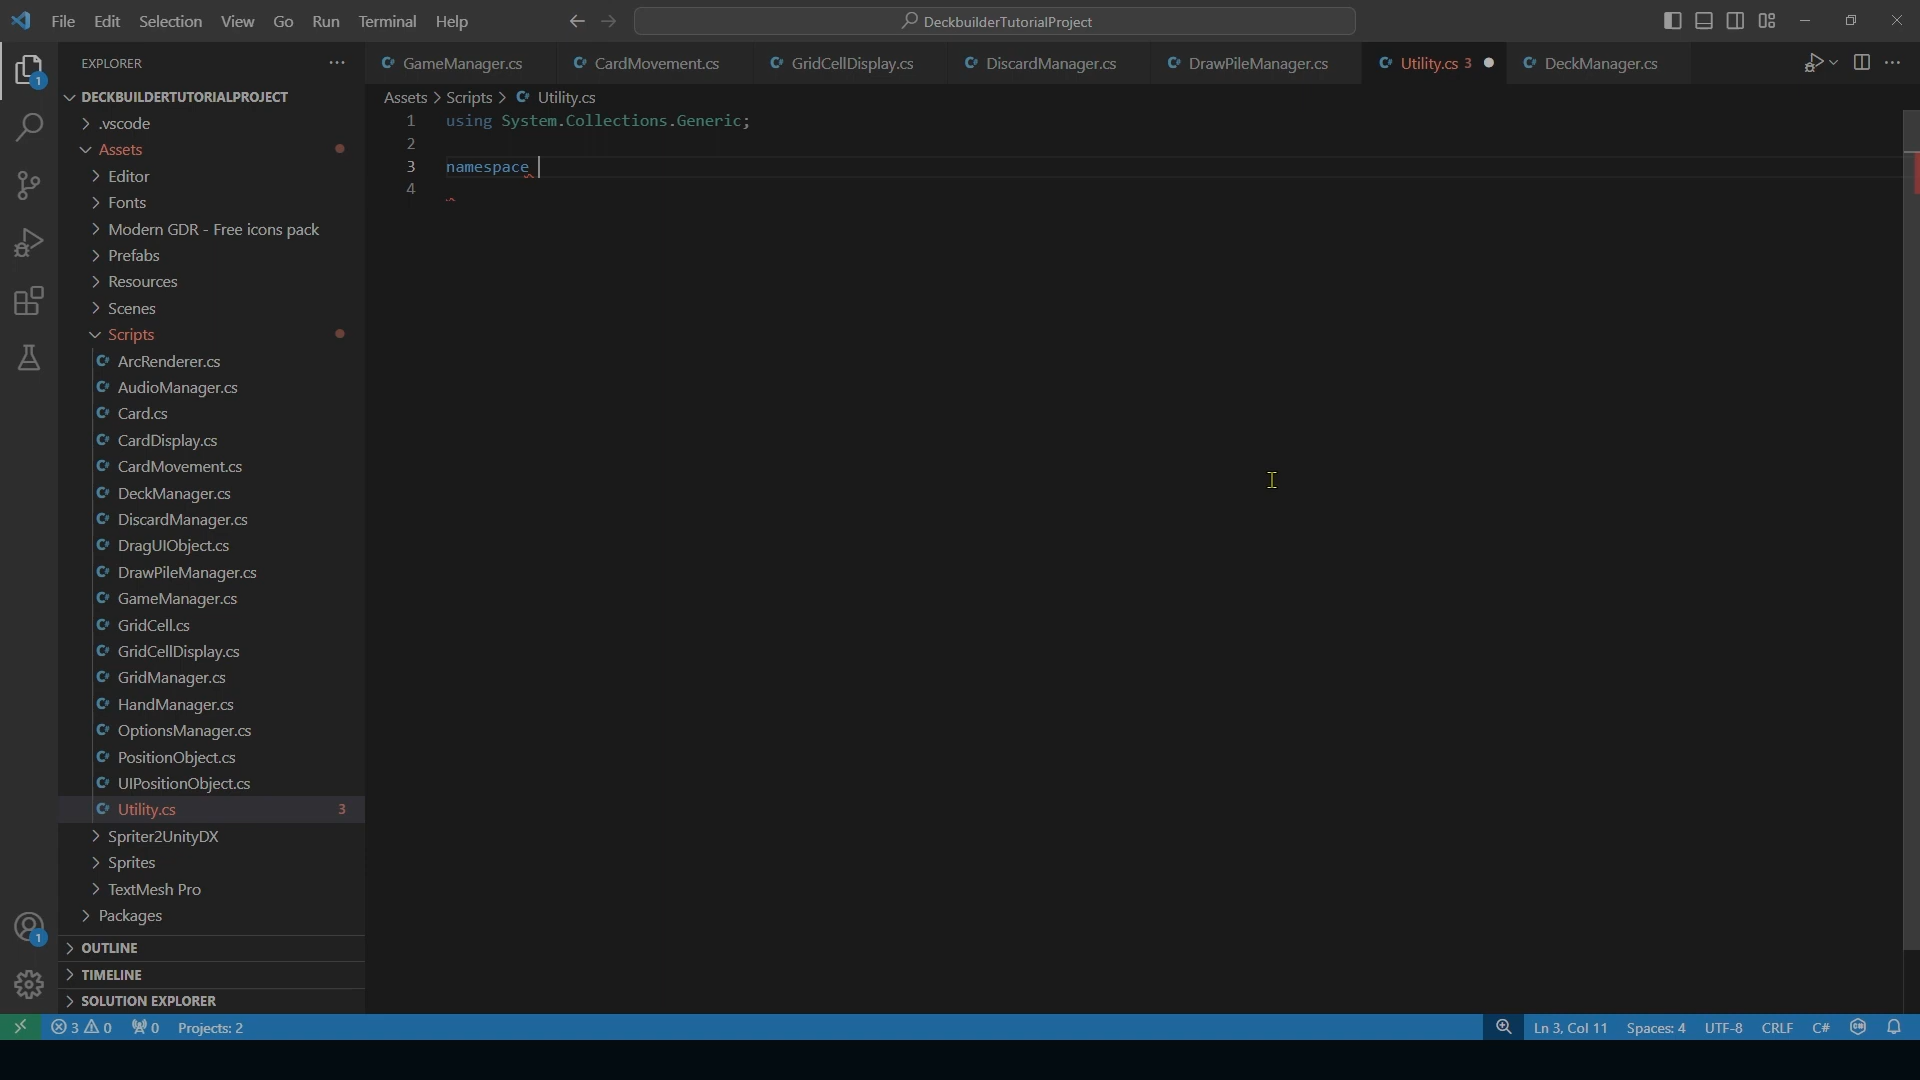 File Edit Selection View Go Run Terminal Help
DeckbuilderTutorialProject
EXPLORER
GameManager.cs CardMovement.cs GridCellDisplay.cs DiscardManager.cs DrawPileManager.cs Utility.cs 3 DeckManager.cs
Assets > Scripts > Utility.cs
1 using System.Collections.Generic;
2
3 namespace
4
1
DECKBUILDERTUTORIALPROJECT
.vscode
Assets
Editor
Fonts
Modern GDR - Free icons pack
Prefabs
Resources
Scenes
Scripts
C# ArcRenderer.cs
C# AudioManager.cs
C# Card.cs
C# CardDisplay.cs
C# CardMovement.cs
C# DeckManager.cs
C# DiscardManager.cs
C# DragUIObject.cs
C# DrawPileManager.cs
C# GameManager.cs
C# GridCell.cs
C# GridCellDisplay.cs
C# GridManager.cs
C# HandManager.cs
C# OptionsManager.cs
C# PositionObject.cs
C# UIPositionObject.cs
C# Utility.cs 3
Spriter2UnityDX
Sprites
TextMesh Pro
Packages
1
OUTLINE
TIMELINE
SOLUTION EXPLORER
3 0 0 Projects: 2 Ln 3, Col 11 Spaces: 4 UTF-8 CRLF C#